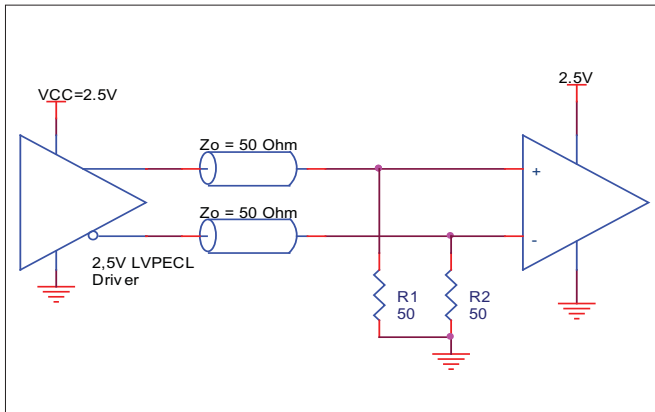 VCC=2.5V
2.5V
Zo = 50 Ohm
+
Zo = 50 Ohm
-
2,5V LVPECL
Driver
R1
50
R2
50